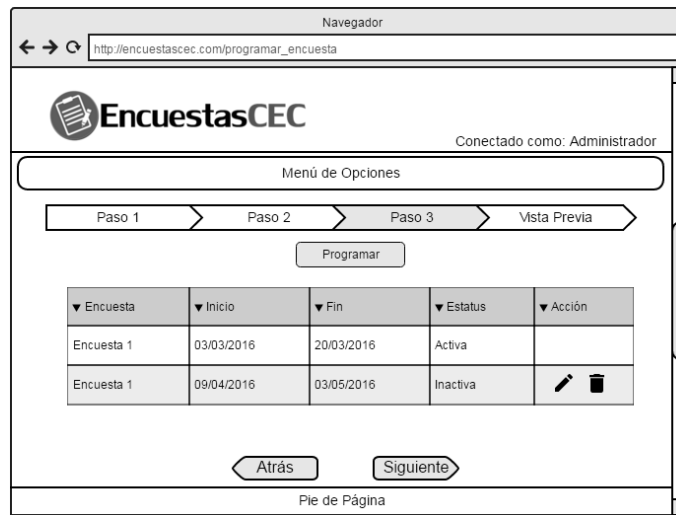 Navegador
http://encuestascec.com/programar_encuesta
EncuestasCEC
Conectado como: Administrador
Menú de Opciones
Paso 1 Paso 2 Paso 3 Vista Previa
Programar
Encuesta Inicio Fin Estatus Acción
Encuesta 1 03/03/2016 20/03/2016 Activa
Encuesta 1 09/04/2016 03/05/2016 Inactiva
Atrás Siguiente
Pie de Página